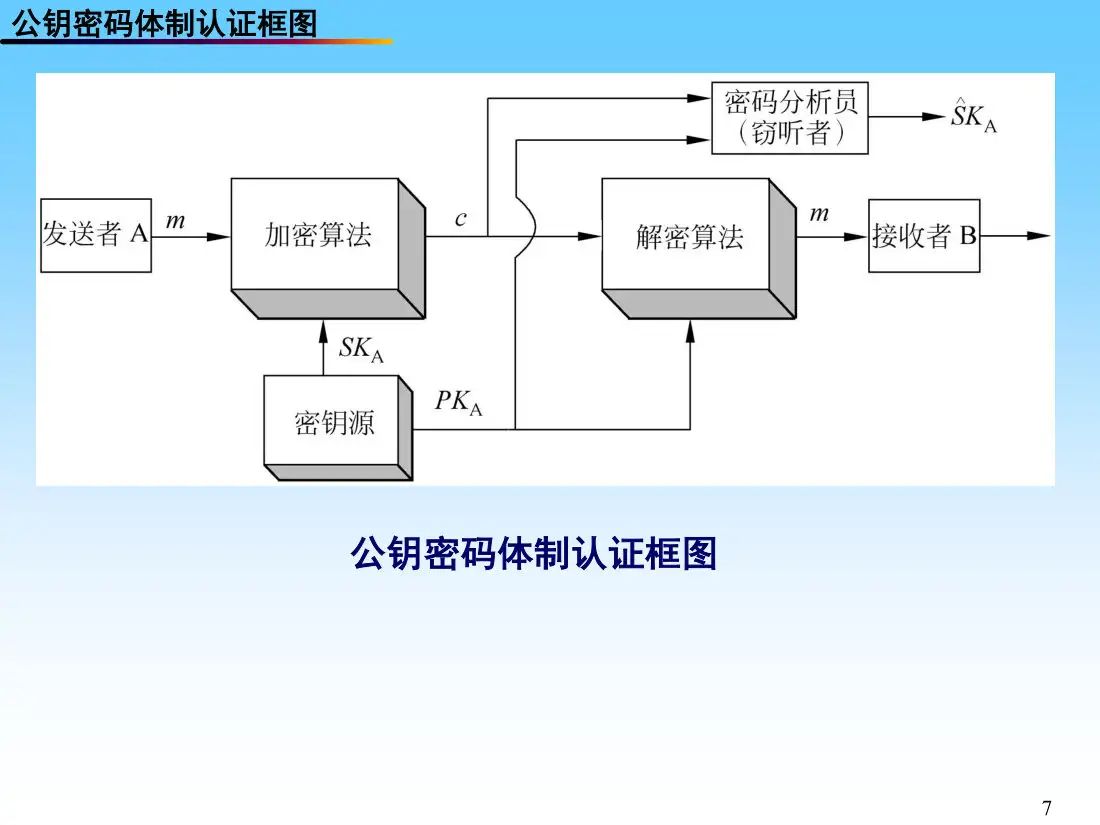 公钥密码体制认证框图
密码分析员
（窃听者）
ŜK_A
发送者 A
m
加密算法
c
解密算法
m
接收者 B
SK_A
密钥源
PK_A
公钥密码体制认证框图
7